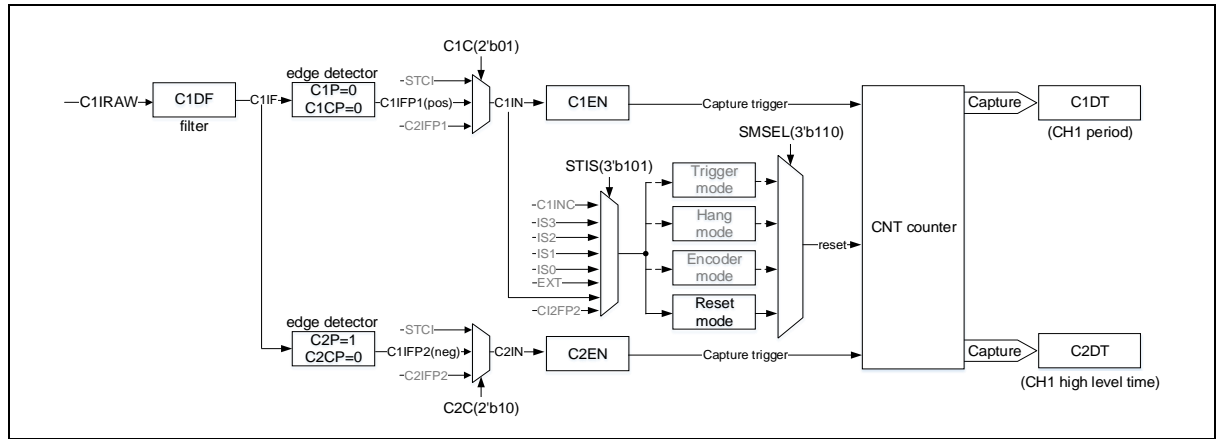 C1C(2'b01)
edge detector
C1P=0
C1CP=0
C1IRAW
C1DF
filter
C1IF
STCI
C1IFP1(pos)
C2IFP1
C1IN
C1EN
Capture trigger
Capture
C1DT
(CH1 period)
SMSEL(3'b110)
STIS(3'b101)
C1INC
IS3
IS2
IS1
IS0
EXT
CI2FP2
Trigger
mode
Hang
mode
Encoder
mode
Reset
mode
reset
CNT counter
edge detector
C2P=1
C2CP=0
STCI
C1IFP2(neg)
C2IFP2
C2IN
C2EN
Capture trigger
Capture
C2DT
(CH1 high level time)
C2C(2'b10)